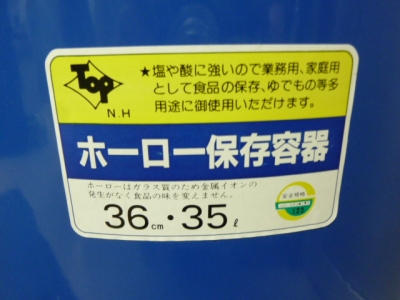 Top
N.H
★塩や酸に強いので業務用、家庭用
として食品の保存、ゆでもの等多
用途に御使用いただけます。
ホーロー保存容器
ホーローはガラス質のため金属イオンの
発生がなく食品の味を変えません。
36cm・35ℓ